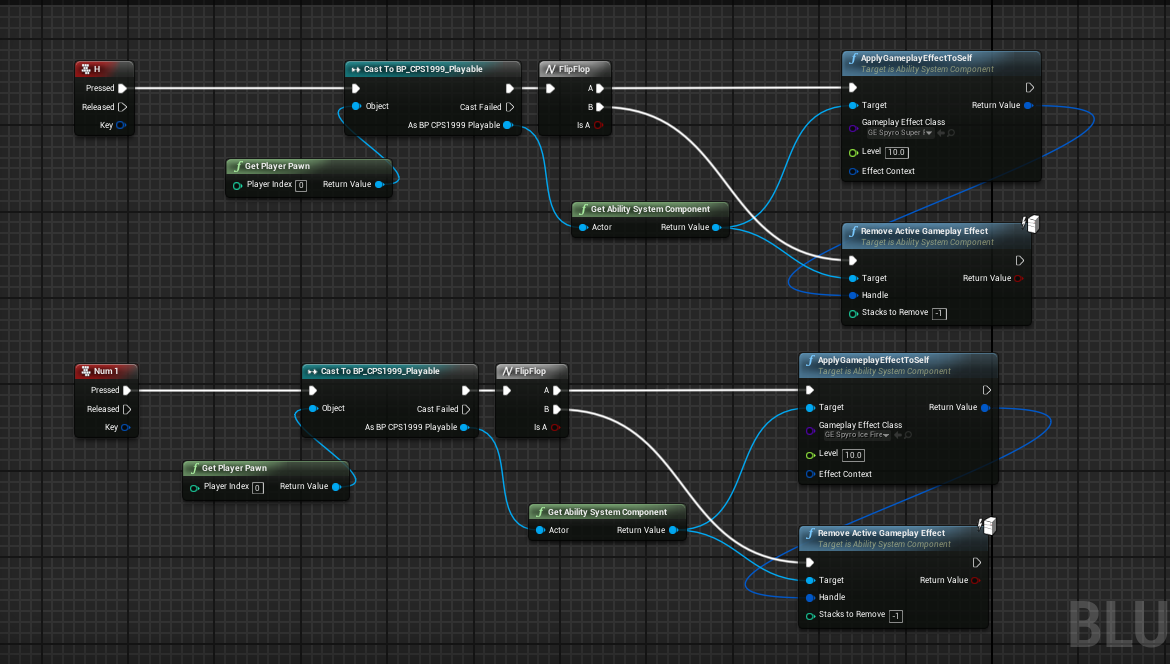 H
Pressed
Released
Key
Cast To BP_CPS1999_Playable
Object
Cast Failed
As BP CPS1999 Playable
FlipFlop
A
B
Is A
ApplyGameplayEffectToSelf
Target is Ability System Component
Target
Return Value
Gameplay Effect Class
GE Spyro Super
Level 10.0
Effect Context
Get Player Pawn
Player Index 0
Return Value
Get Ability System Component
Actor
Return Value
Remove Active Gameplay Effect
Target is Ability System Component
Target
Return Value
Handle
Stacks to Remove -1
Num 1
Pressed
Released
Key
Cast To BP_CPS1999_Playable
Object
Cast Failed
As BP CPS1999 Playable
FlipFlop
A
B
Is A
ApplyGameplayEffectToSelf
Target is Ability System Component
Target
Return Value
Gameplay Effect Class
GE Spyro Ice Fire
Level 10.0
Effect Context
Get Player Pawn
Player Index 0
Return Value
Get Ability System Component
Actor
Return Value
Remove Active Gameplay Effect
Target is Ability System Component
Target
Return Value
Handle
Stacks to Remove -1
BLU